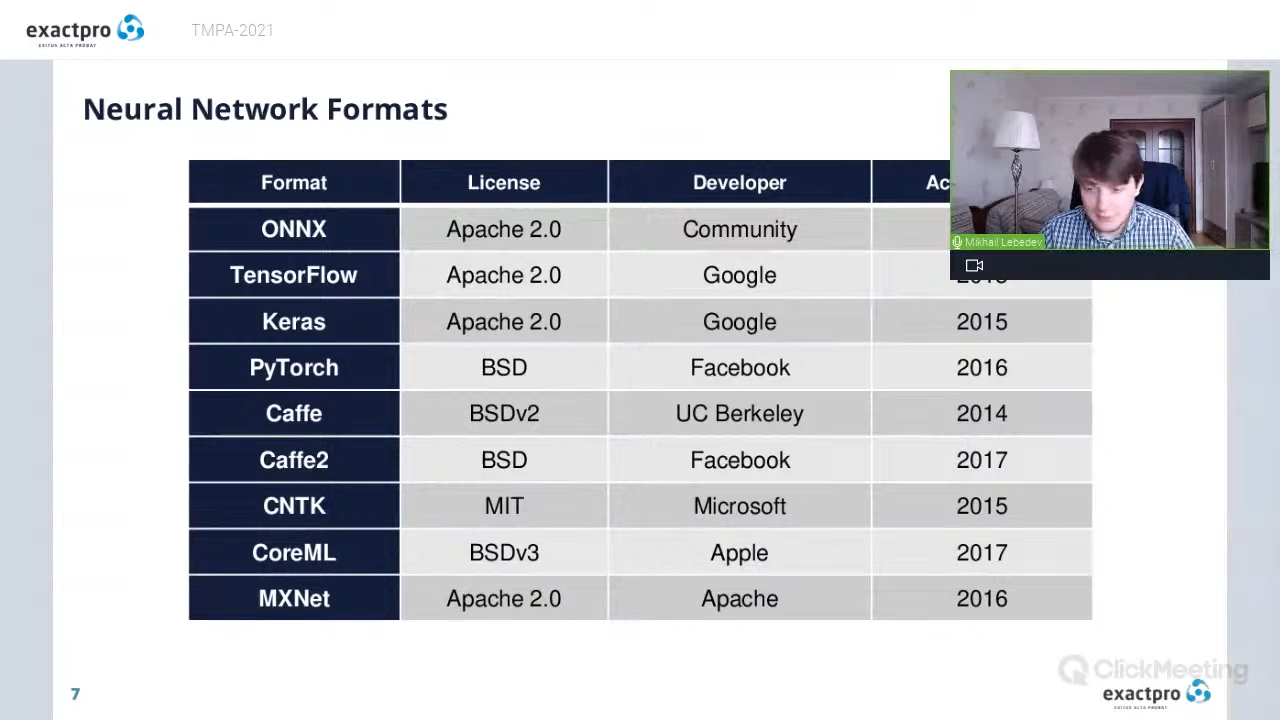 exactpro
EXITUS ACTA PROBAT
TMPA-2021
Neural Network Formats
Format License Developer
ONNX Apache 2.0 Community
Mikhail Lebedev
TensorFlow Apache 2.0 Google
Keras Apache 2.0 Google 2015
PyTorch BSD Facebook 2016
Caffe BSDv2 UC Berkeley 2014
Caffe2 BSD Facebook 2017
CNTK MIT Microsoft 2015
CoreML BSDv3 Apple 2017
MXNet Apache 2.0 Apache 2016
ClickMeeting
7
exactpro
EXITUS ACTA PROBAT